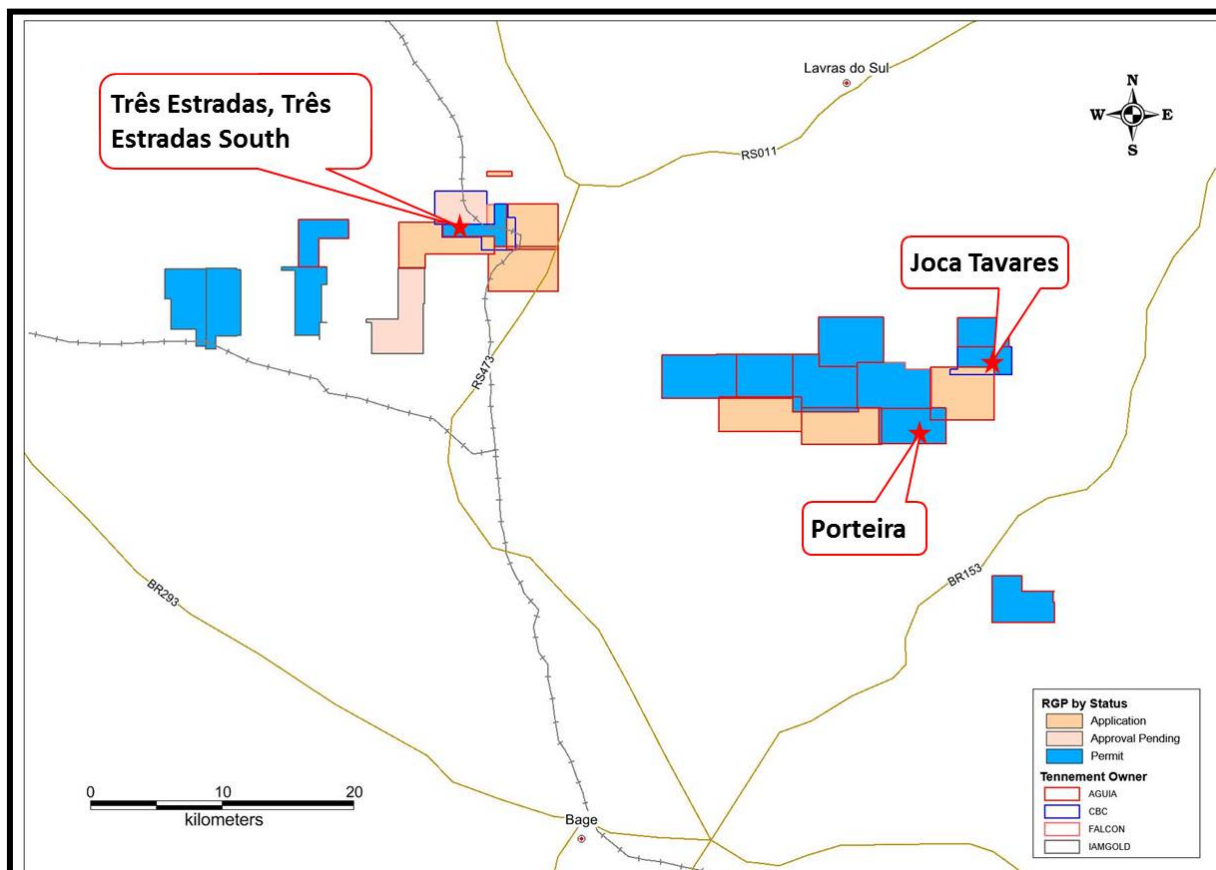 Lavras do Sul
Três Estradas, Três
Estradas South
N
W E
S
RS011
Joca Tavares
RS473
Porteira
BR153
BR293
RGP by Status
Application
Approval Pending
Permit
Tennement Owner
AGUIA
CBC
FALCON
IAMGOLD
0 10 20
kilometers
Bage